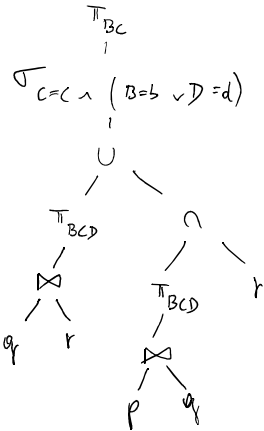 π BC
σ C=c ∧ ( B=b ∨ D=d )
∪
π BCD ∩
⋈ π BCD r
q r ⋈
p q